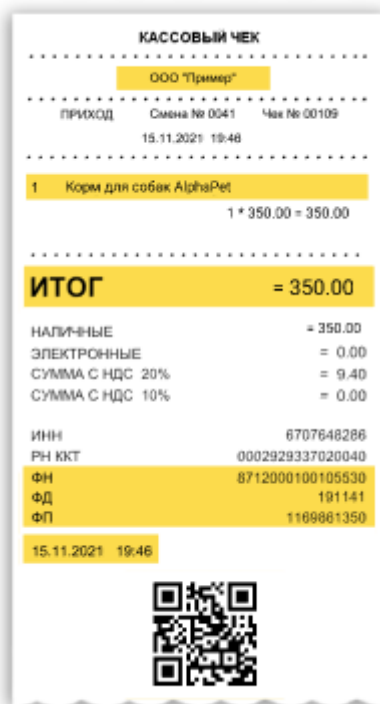 КАССОВЫЙ ЧЕК
ООО "Пример"
ПРИХОД Смена № 0041 Чек № 00109
15.11.2021 19:46
1 Корм для собак AlphaPet
1 * 350.00 = 350.00
ИТОГ = 350.00
НАЛИЧНЫЕ = 350.00
ЭЛЕКТРОННЫЕ = 0.00
СУММА С НДС 20% = 9.40
СУММА С НДС 10% = 0.00
ИНН 6707648286
РН ККТ 0002929337020040
ФН 8712000100105530
ФД 191141
ФП 1169861350
15.11.2021 19:46